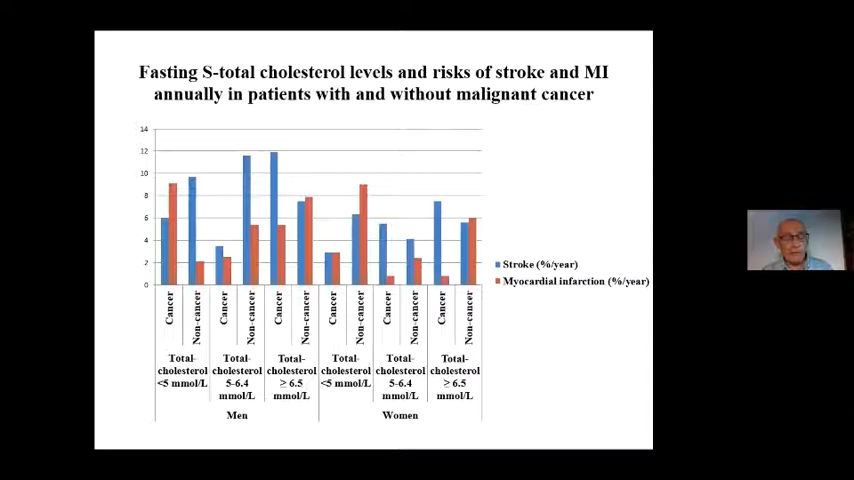 Fasting S-total cholesterol levels and risks of stroke and MI
annually in patients with and without malignant cancer
14
12
10
8
6
4
2
0
Stroke (%/year)
Myocardial infarction (%/year)
Cancer
Non-cancer
Cancer
Non-cancer
Cancer
Non-cancer
Cancer
Non-cancer
Cancer
Non-cancer
Cancer
Non-cancer
Total-
cholesterol
<5 mmol/L
Total-
cholesterol
5-6.4
mmol/L
Total-
cholesterol
≥ 6.5
mmol/L
Total-
cholesterol
<5 mmol/L
Total-
cholesterol
5-6.4
mmol/L
Total-
cholesterol
≥ 6.5
mmol/L
Men
Women